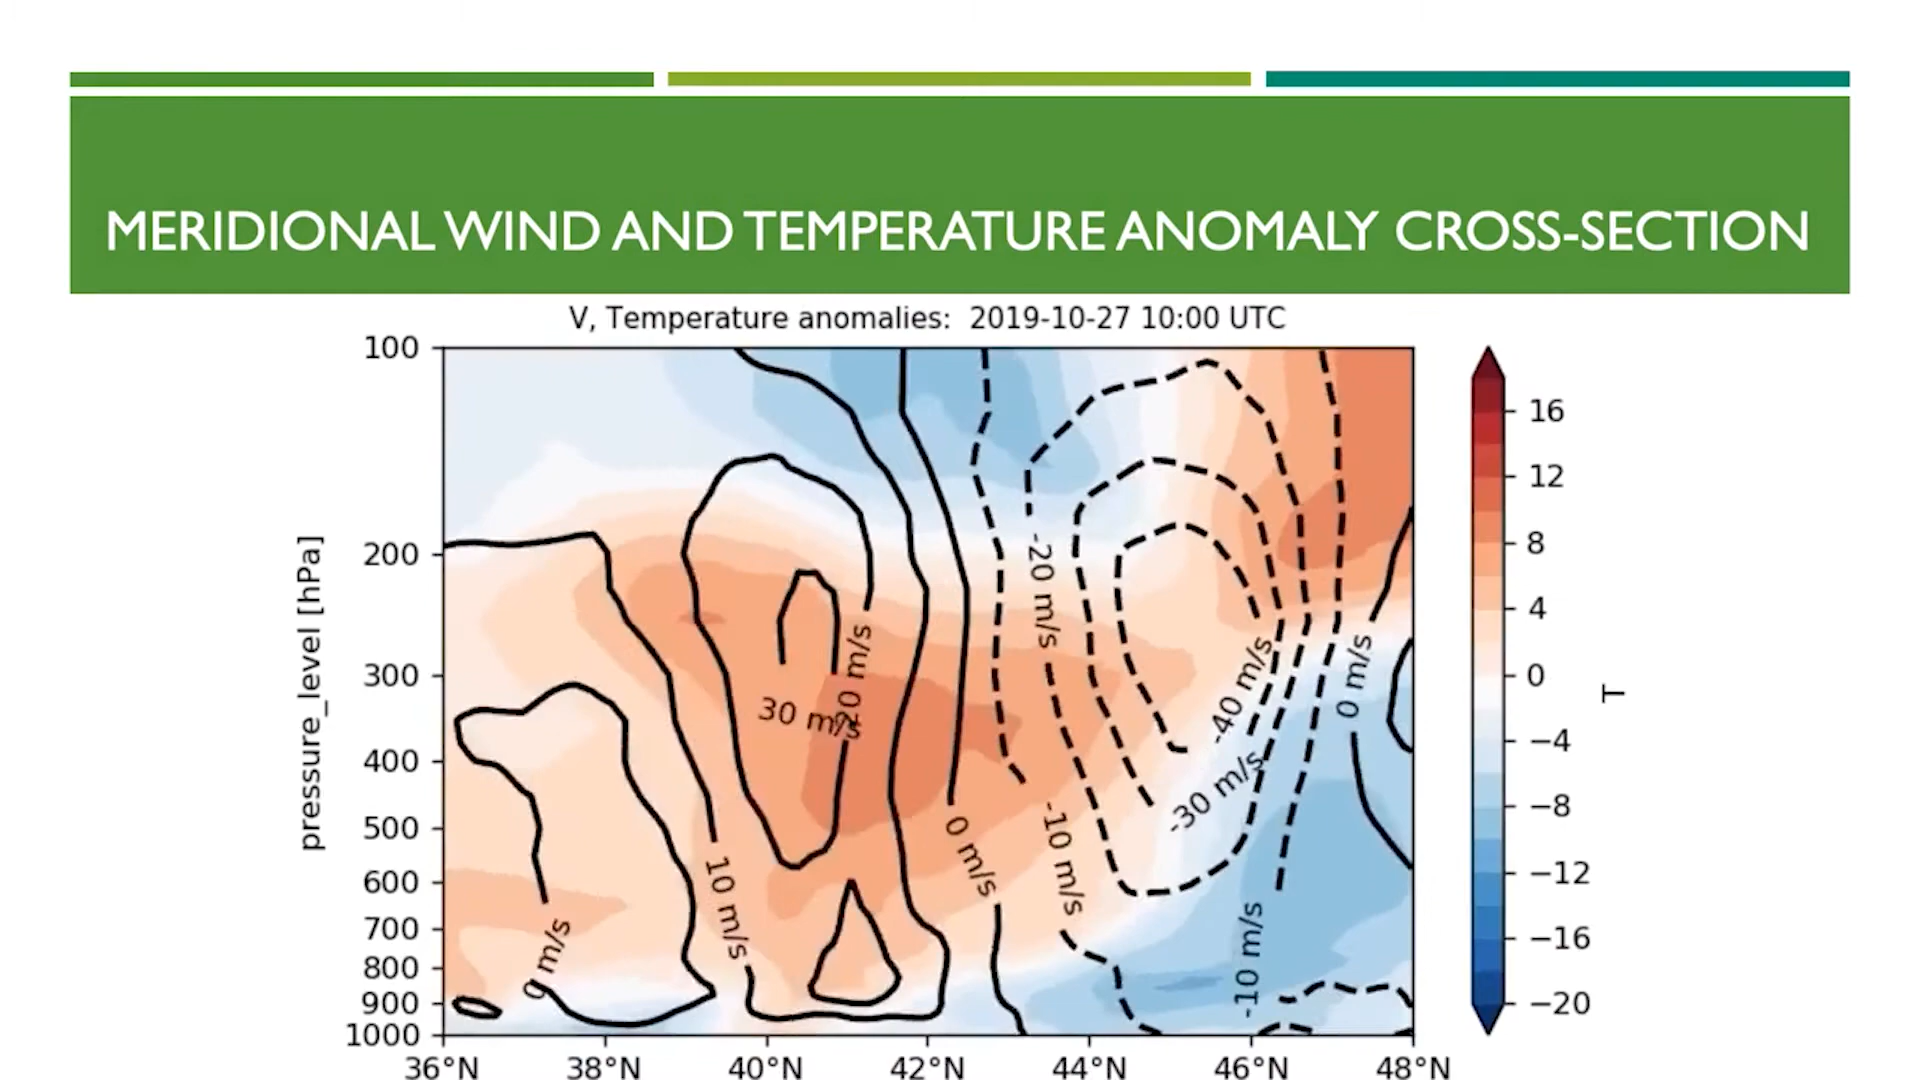 MERIDIONAL WIND AND TEMPERATURE ANOMALY CROSS-SECTION
V, Temperature anomalies: 2019-10-27 10:00 UTC
100
200
300
400
500
600
700
800
900
1000
pressure_level [hPa]
36°N
38°N
40°N
42°N
44°N
46°N
48°N
-20 m/s
20 m/s
30 m/s
-40 m/s
0 m/s
-30 m/s
0 m/s
-10 m/s
10 m/s
0 m/s
-10 m/s
16
12
8
4
0
−4
−8
−12
−16
−20
T